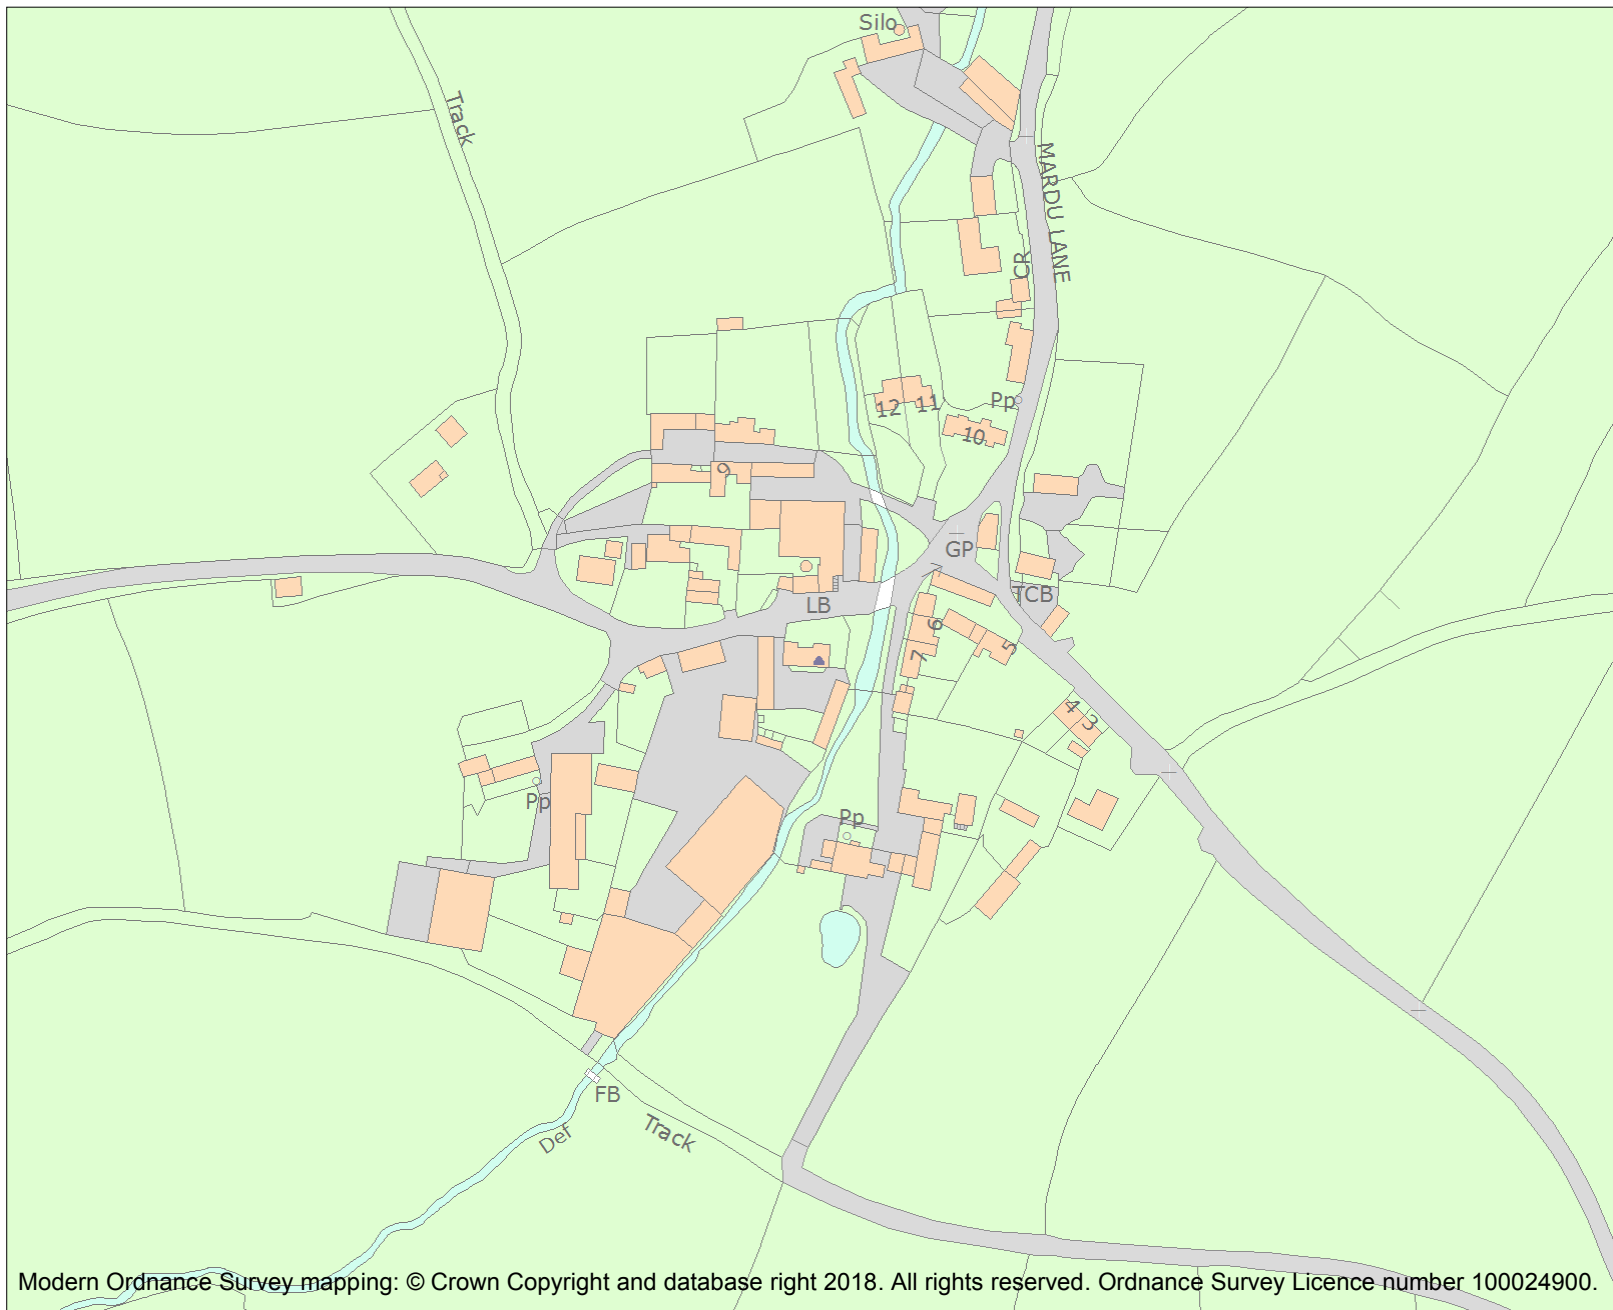 Silo
Track
MARDU LANE
CR
Pp
12
11
10
9
GP
TCB
LB
6
7
5
4
3
Pp
Pp
FB
Def
Track
Modern Ordnance Survey mapping: © Crown Copyright and database right 2018. All rights reserved. Ordnance Survey Licence number 100024900.